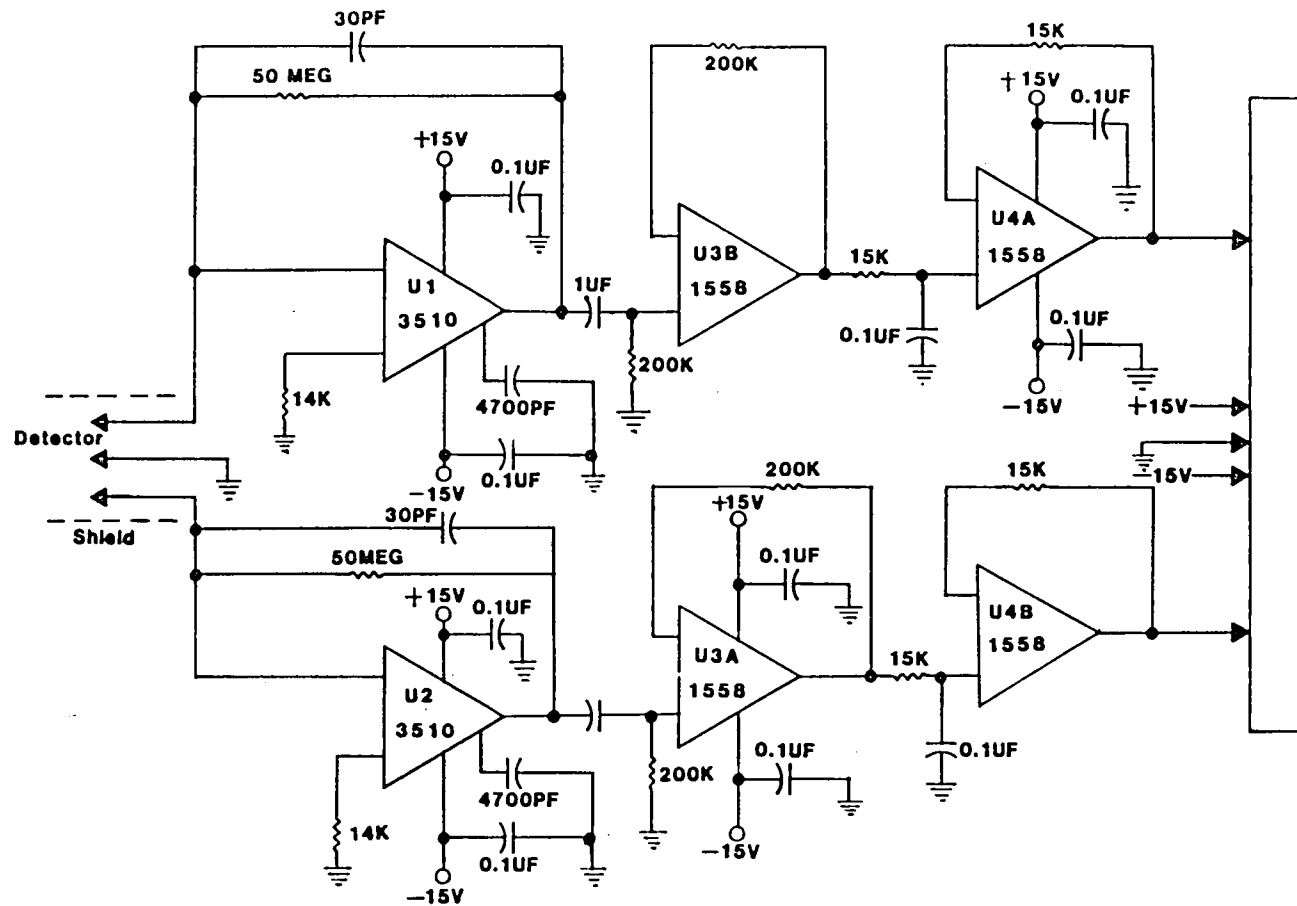 30PF
50 MEG
+15V
0.1UF
U1
3510
14K
4700PF
0.1UF
-15V
1UF
200K
200K
U3B
1558
15K
0.1UF
15K
+15V
0.1UF
U4A
1558
0.1UF
-15V
Detector
Shield
+15V
-15V
30PF
50MEG
+15V
0.1UF
U2
3510
14K
4700PF
0.1UF
-15V
200K
200K
+15V
0.1UF
U3A
1558
0.1UF
-15V
15K
0.1UF
15K
U4B
1558